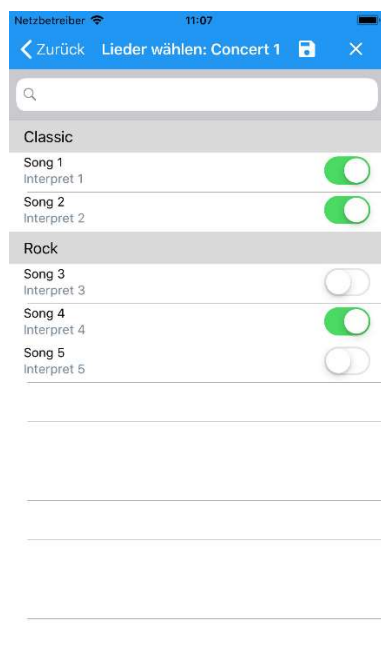 Netzbetreiber 11:07
Zurück Lieder wählen: Concert 1
Classic
Song 1
Interpret 1
Song 2
Interpret 2
Rock
Song 3
Interpret 3
Song 4
Interpret 4
Song 5
Interpret 5